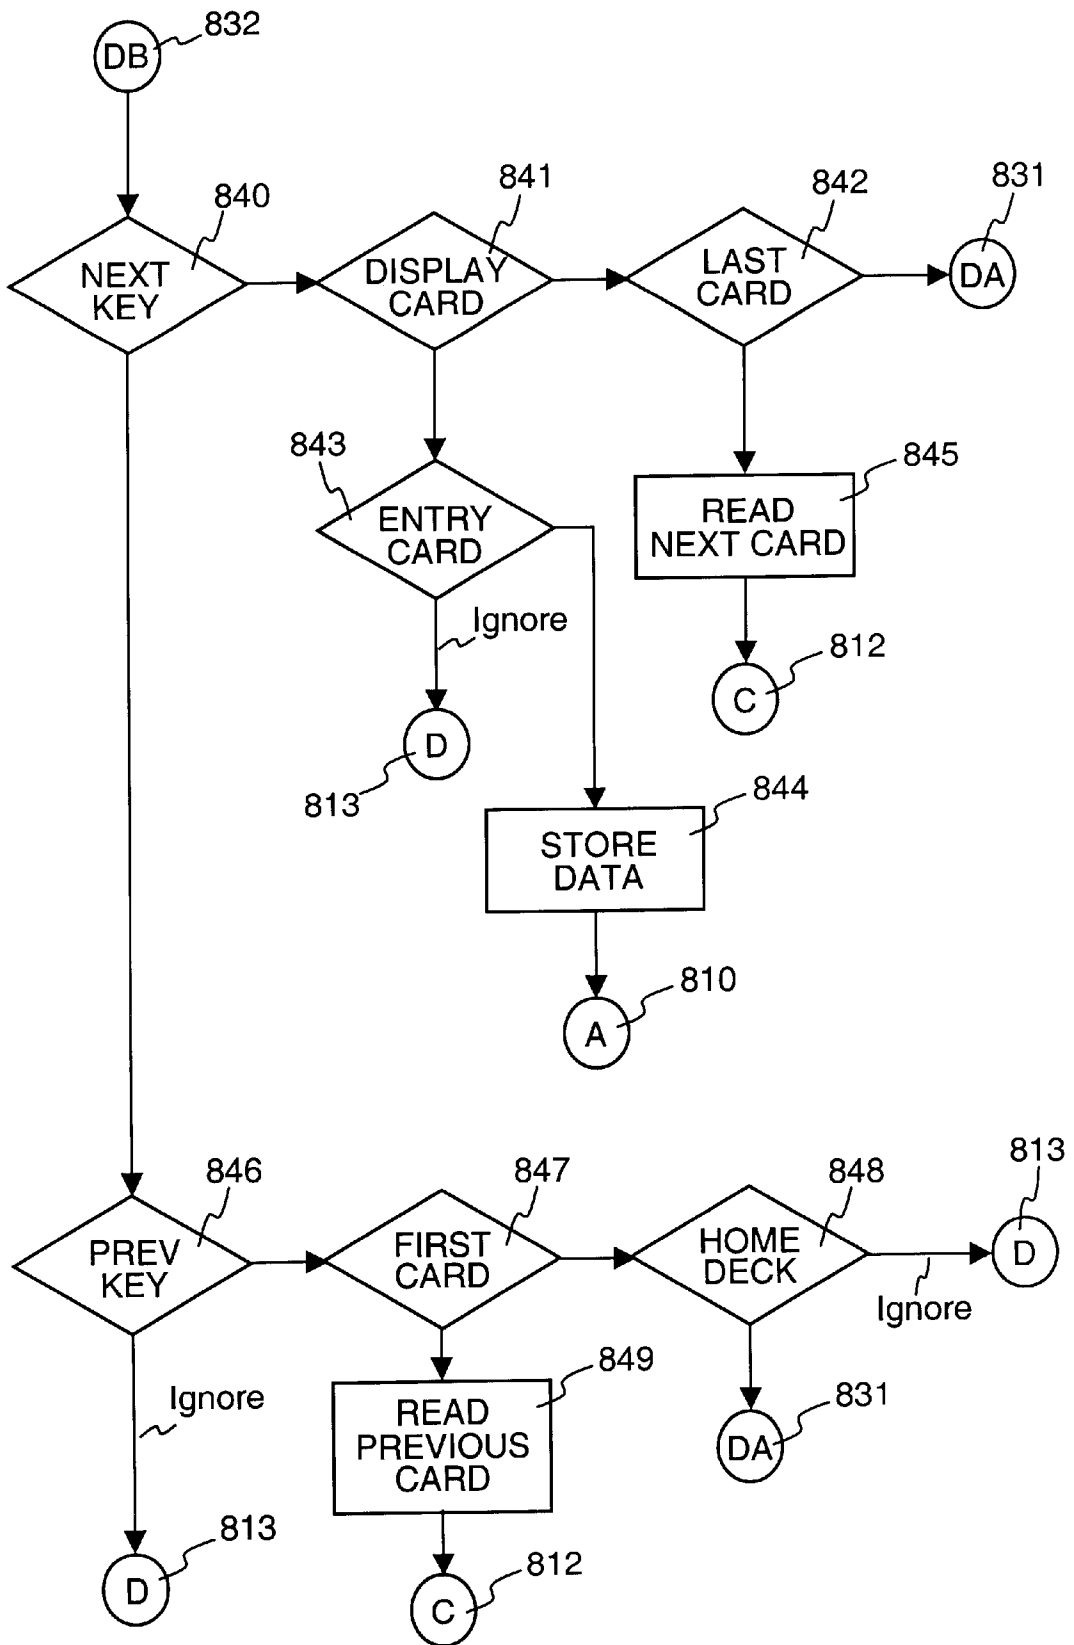 DB
832
840
NEXT
KEY
841
DISPLAY
CARD
842
LAST
CARD
831
DA
843
ENTRY
CARD
845
READ
NEXT CARD
Ignore
812
C
D
813
844
STORE
DATA
810
A
846
PREV
KEY
847
FIRST
CARD
848
HOME
DECK
813
D
Ignore
Ignore
849
READ
PREVIOUS
CARD
831
DA
813
D
812
C